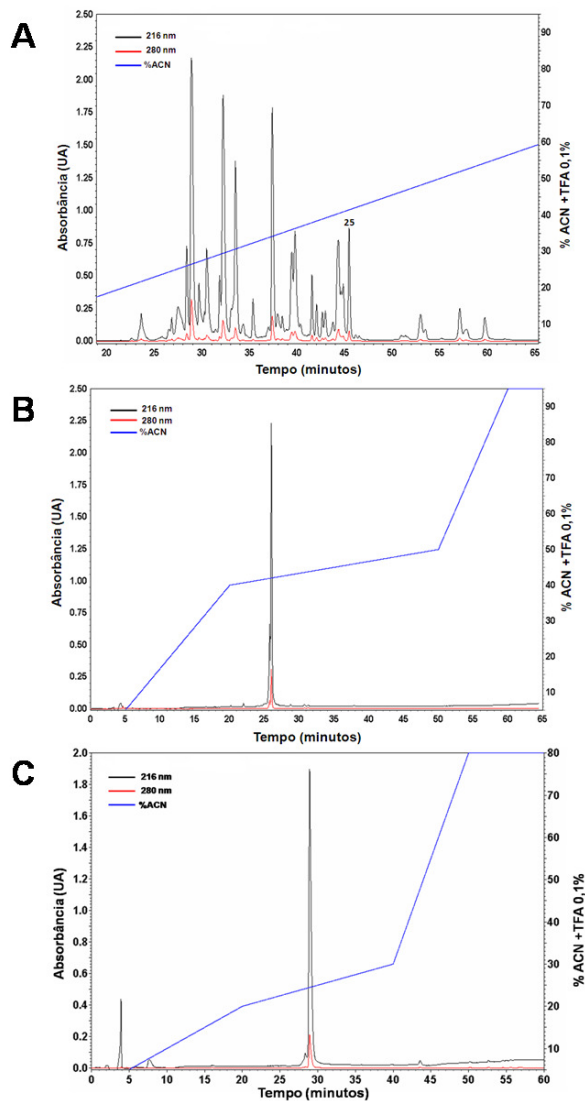 A
216 nm
280 nm
%ACN
Absorbância (UA)
2.50
2.25
2.00
1.75
1.50
1.25
1.00
0.75
0.50
0.25
0.00
90
80
70
60
50
40
30
20
10
% ACN +TFA 0,1%
25
20 25 30 35 40 45 50 55 60 65
Tempo (minutos)
B
216 nm
280 nm
%ACN
Absorbância (UA)
2.50
2.25
2.00
1.75
1.50
1.25
1.00
0.75
0.50
0.25
0.00
90
80
70
60
50
40
30
20
10
% ACN +TFA 0,1%
0 5 10 15 20 25 30 35 40 45 50 55 60 65
Tempo (minutos)
C
216 nm
280 nm
%ACN
Absorbância (UA)
2.0
1.8
1.6
1.4
1.2
1.0
0.8
0.6
0.4
0.2
0.0
80
70
60
50
40
30
20
10
% ACN +TFA 0,1%
0 5 10 15 20 25 30 35 40 45 50 55 60
Tempo (minutos)